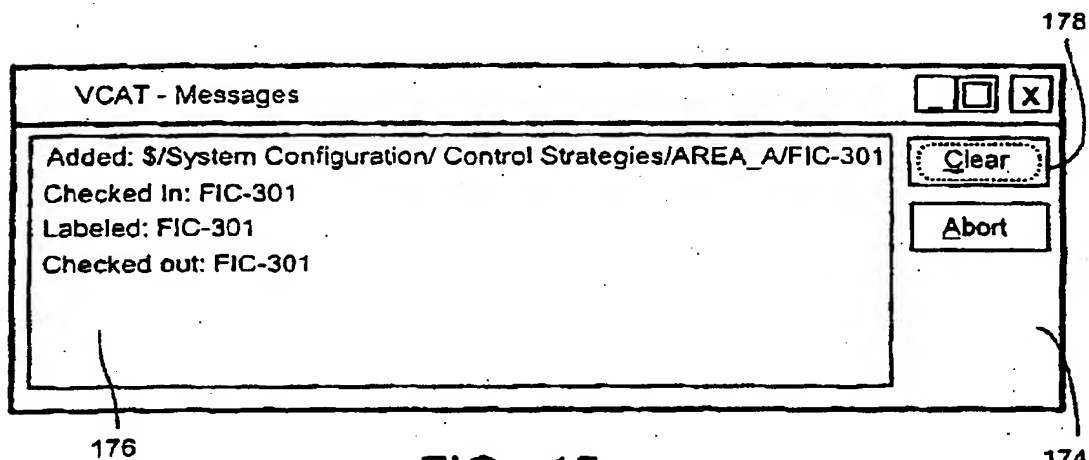 178
VCAT - Messages
Added: $/System Configuration/ Control Strategies/AREA_A/FIC-301
Clear
Checked In: FIC-301
Labeled: FIC-301
Abort
Checked out: FIC-301
176
174